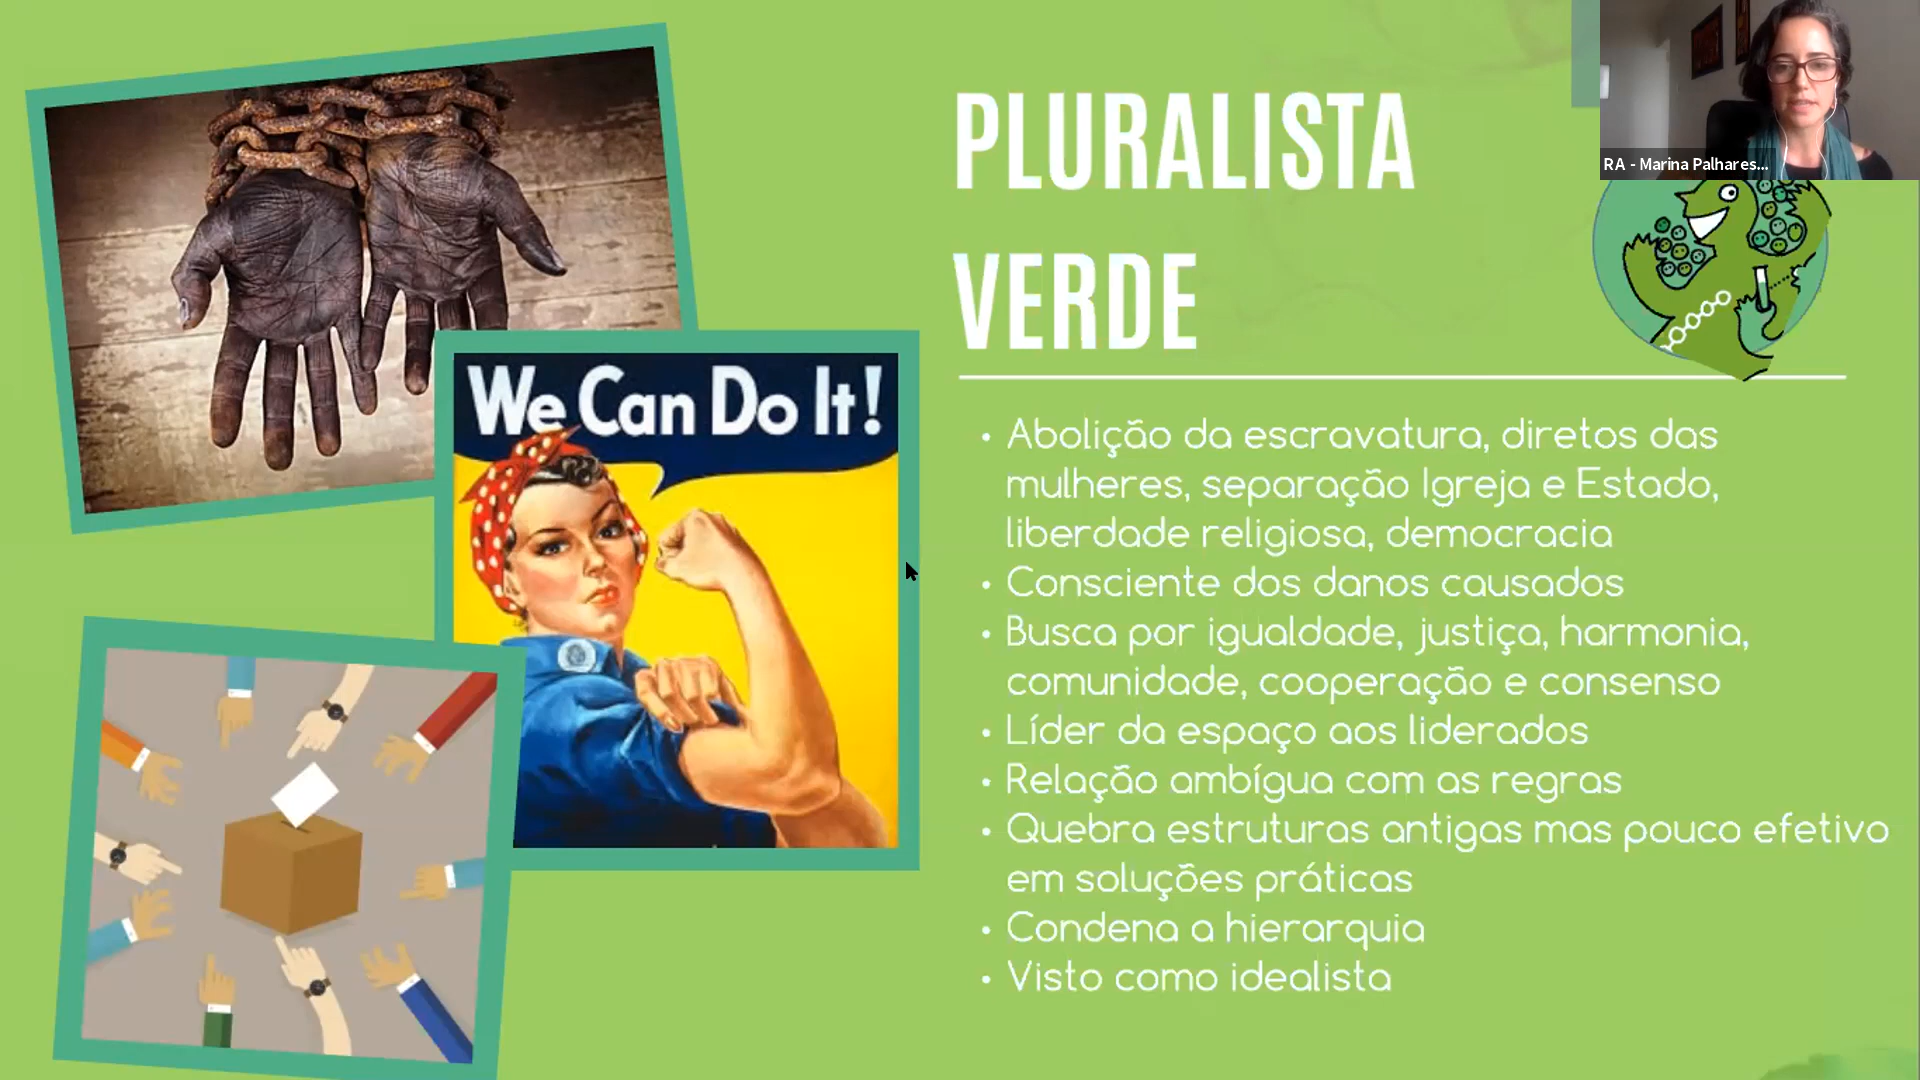 PLURALISTA
VERDE
RA - Marina Palhares...
We Can Do It!
• Abolição da escravatura, diretos das
mulheres, separação Igreja e Estado,
liberdade religiosa, democracia
• Consciente dos danos causados
• Busca por igualdade, justiça, harmonia,
comunidade, cooperação e consenso
• Líder da espaço aos liderados
• Relação ambígua com as regras
• Quebra estruturas antigas mas pouco efetivo
em soluções práticas
• Condena a hierarquia
• Visto como idealista